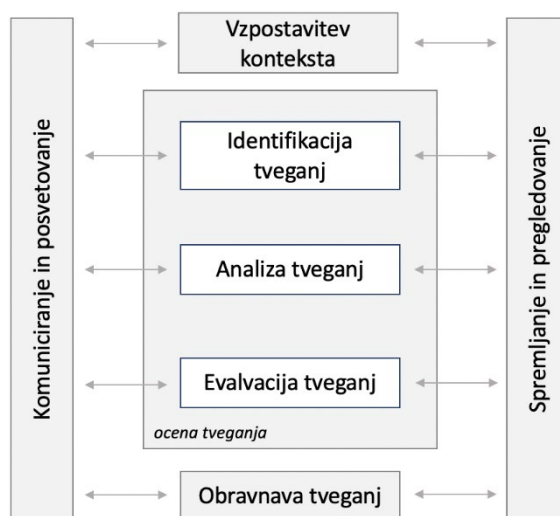 Komuniciranje in posvetovanje
Vzpostavitev
konteksta
Identifikacija
tveganj
Analiza tveganj
Evalvacija tveganj
ocena tveganja
Obravnava tveganj
Spremljanje in pregledovanje